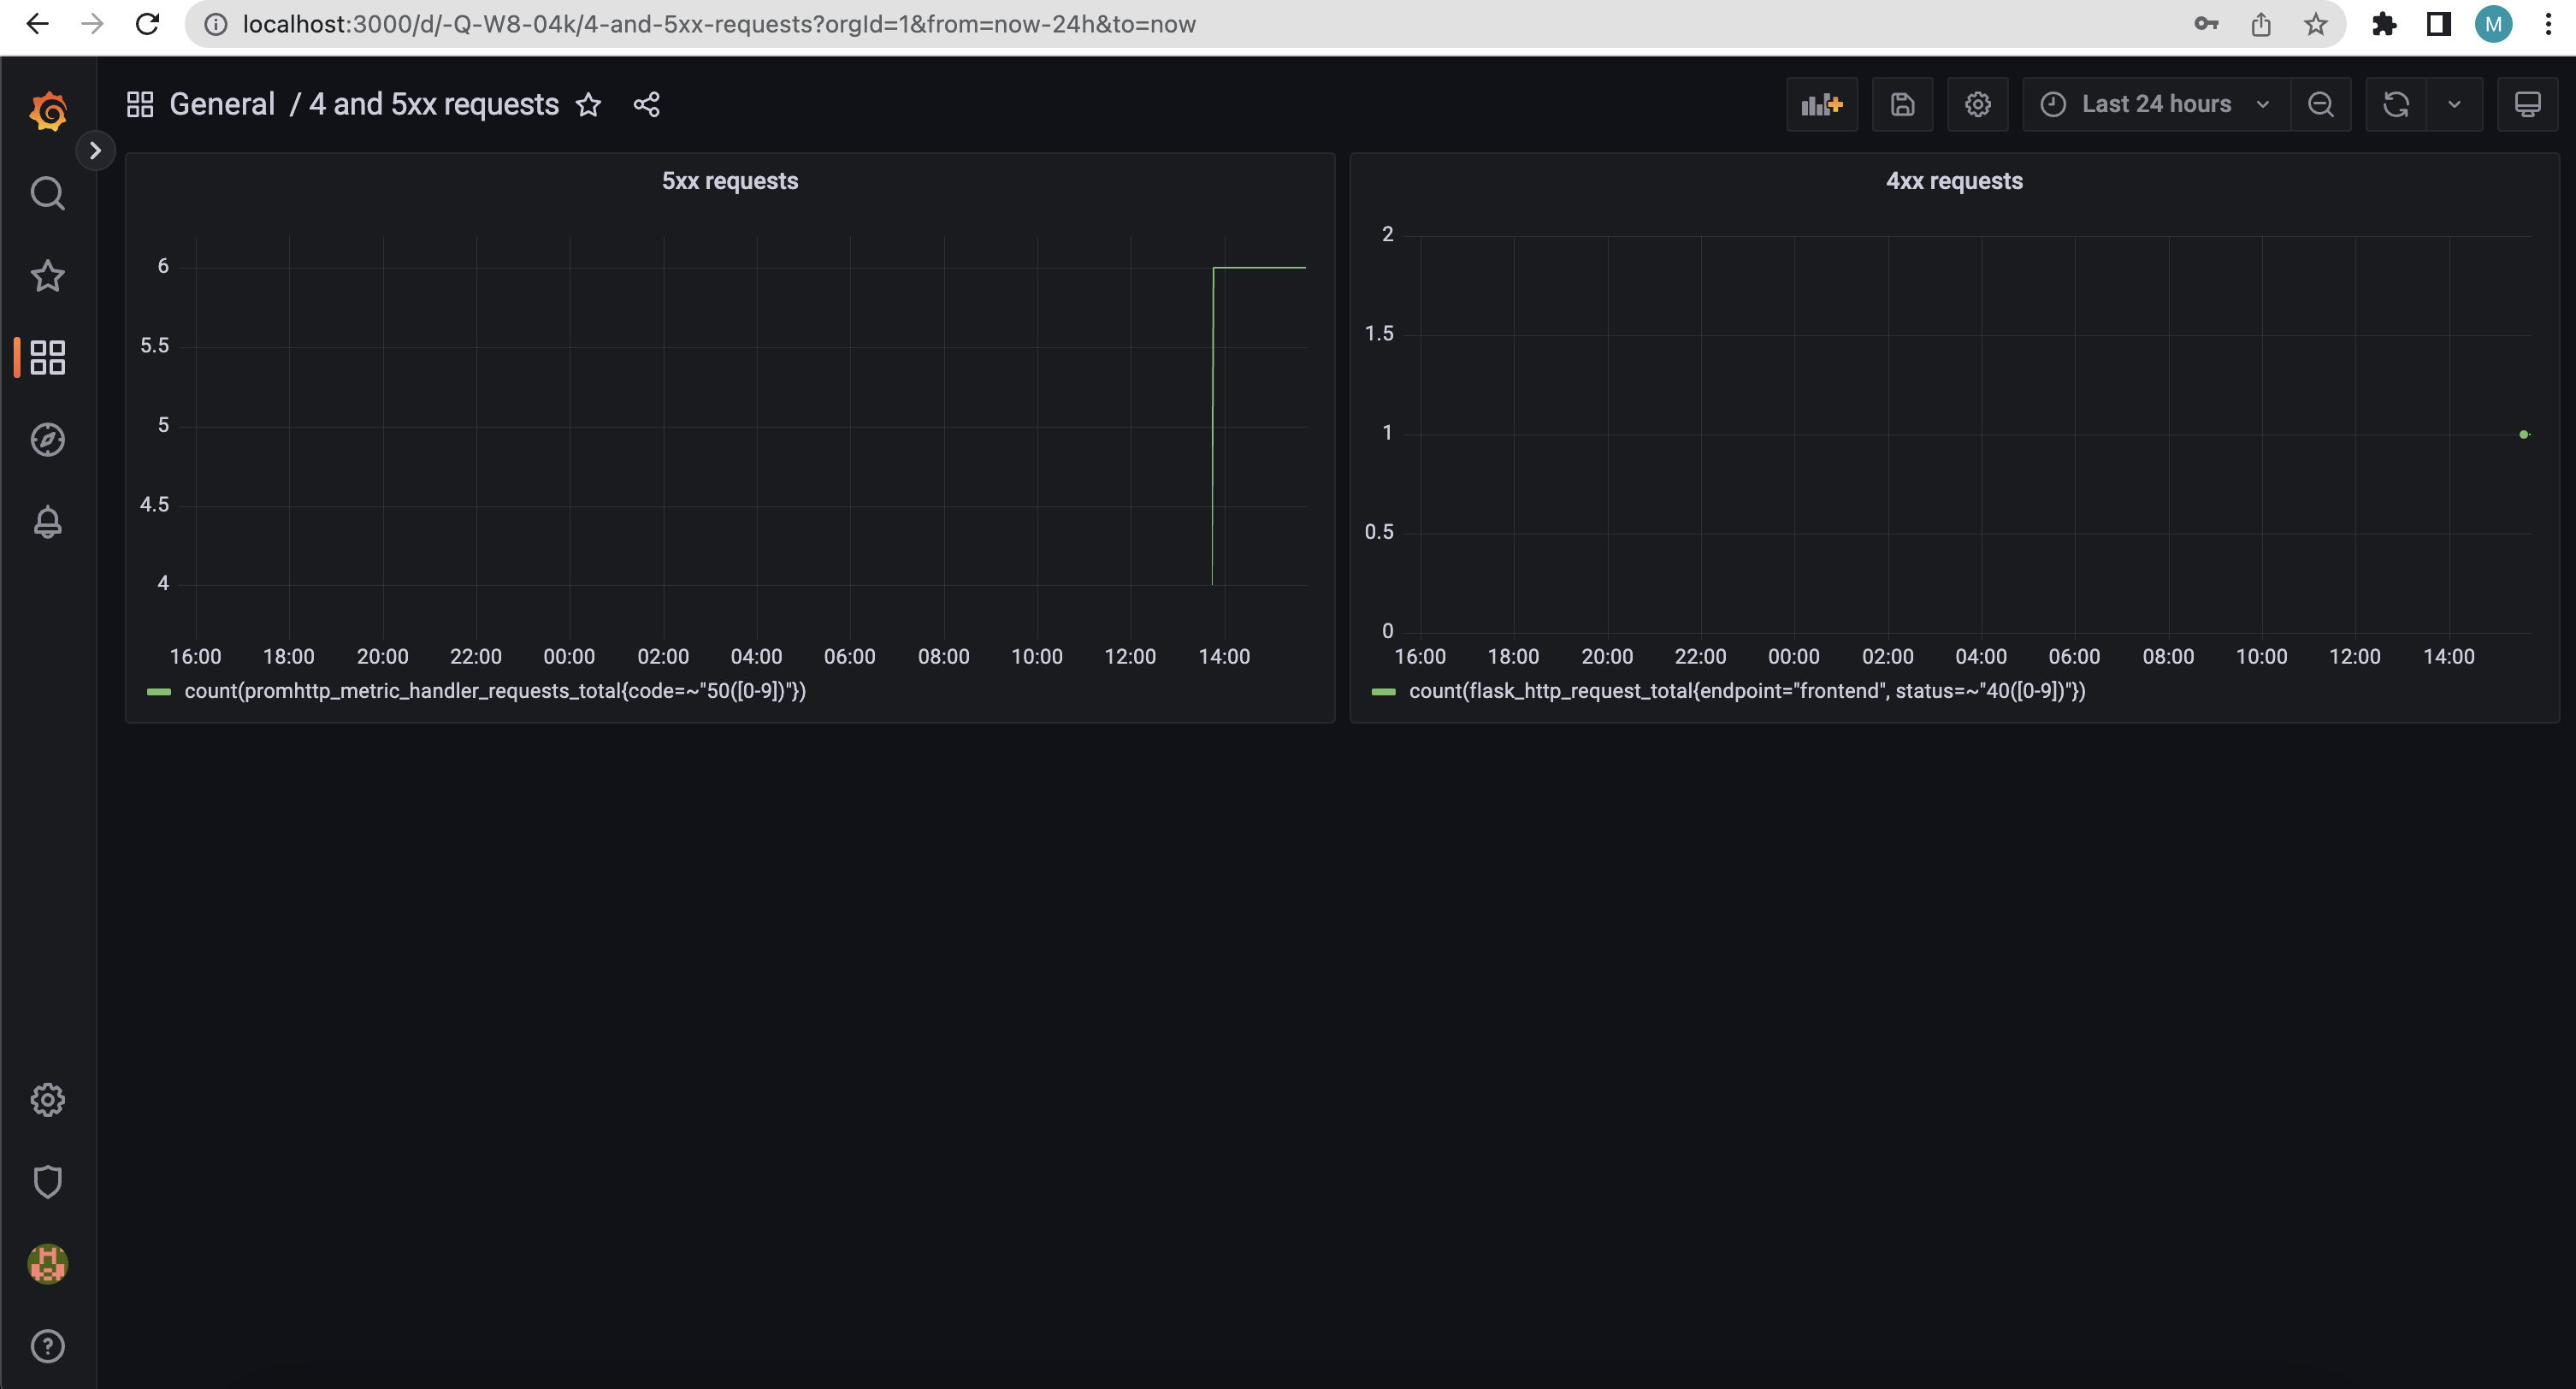 localhost:3000/d/-Q-W8-04k/4-and-5xx-requests?orgId=1&from=now-24h&to=now
M
General / 4 and 5xx requests
Last 24 hours
5xx requests
6
5.5
5
4.5
4
16:00 18:00 20:00 22:00 00:00 02:00 04:00 06:00 08:00 10:00 12:00 14:00
count(promhttp_metric_handler_requests_total{code=~"50([0-9])"})
4xx requests
2
1.5
1
0.5
0
16:00 18:00 20:00 22:00 00:00 02:00 04:00 06:00 08:00 10:00 12:00 14:00
count(flask_http_request_total{endpoint="frontend", status=~"40([0-9])"})